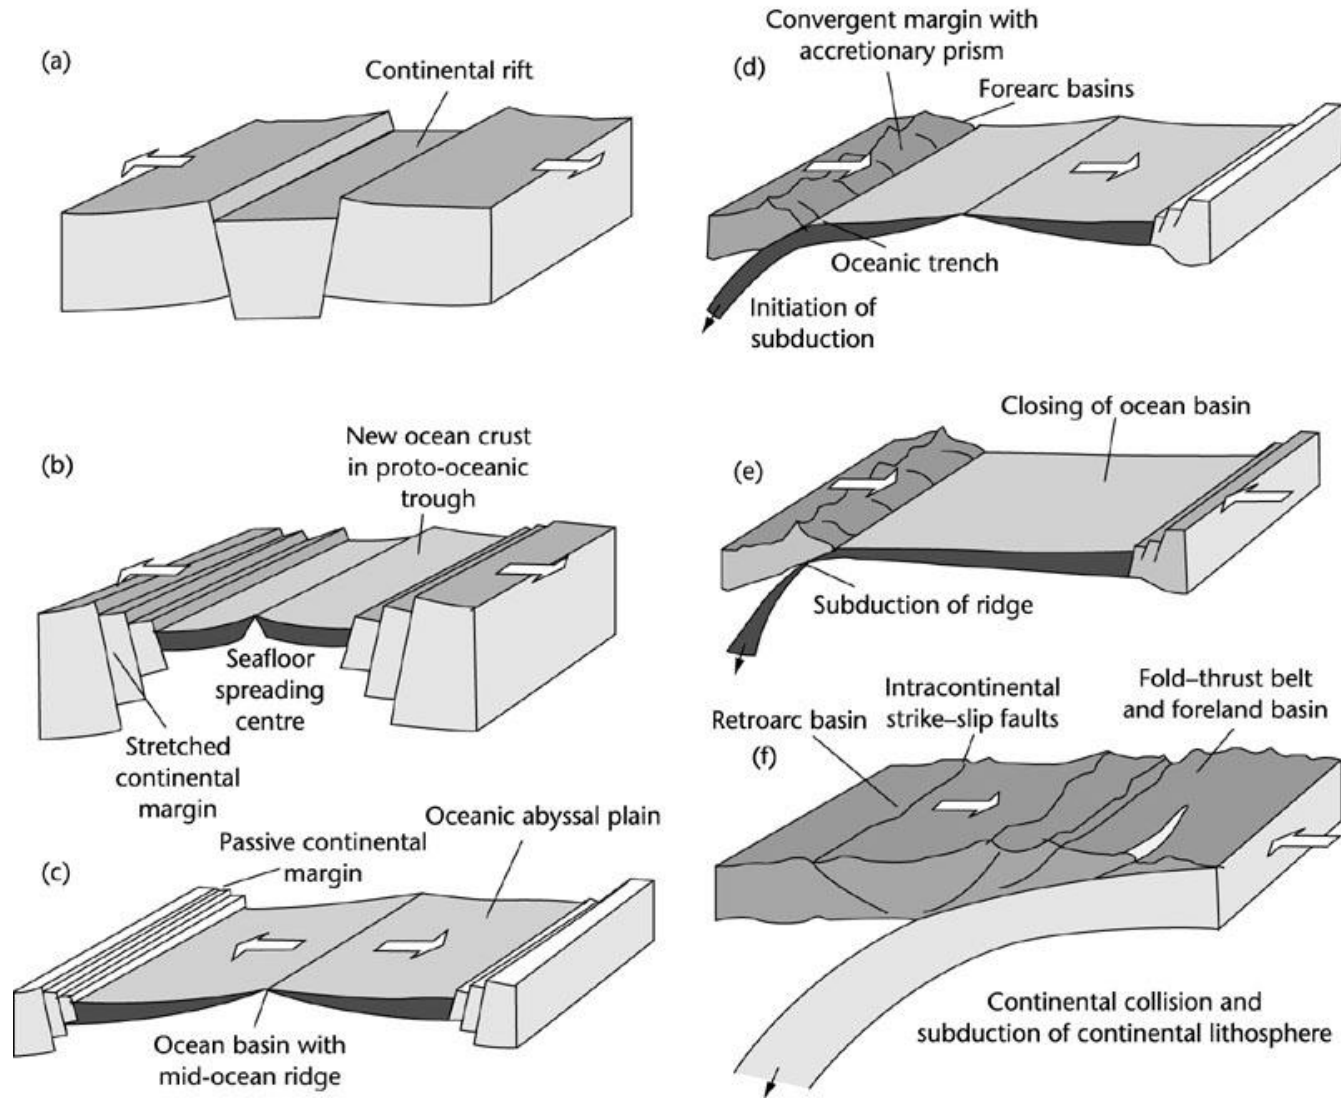 (a)
Continental rift
(b)
New ocean crust
in proto-oceanic
trough
Seafloor
spreading
centre
Stretched
continental
margin
(c)
Passive continental
margin
Oceanic abyssal plain
Ocean basin with
mid-ocean ridge
(d)
Convergent margin with
accretionary prism
Forearc basins
Oceanic trench
Initiation of
subduction
(e)
Closing of ocean basin
Subduction of ridge
(f)
Retroarc basin
Intracontinental
strike–slip faults
Fold–thrust belt
and foreland basin
Continental collision and
subduction of continental lithosphere